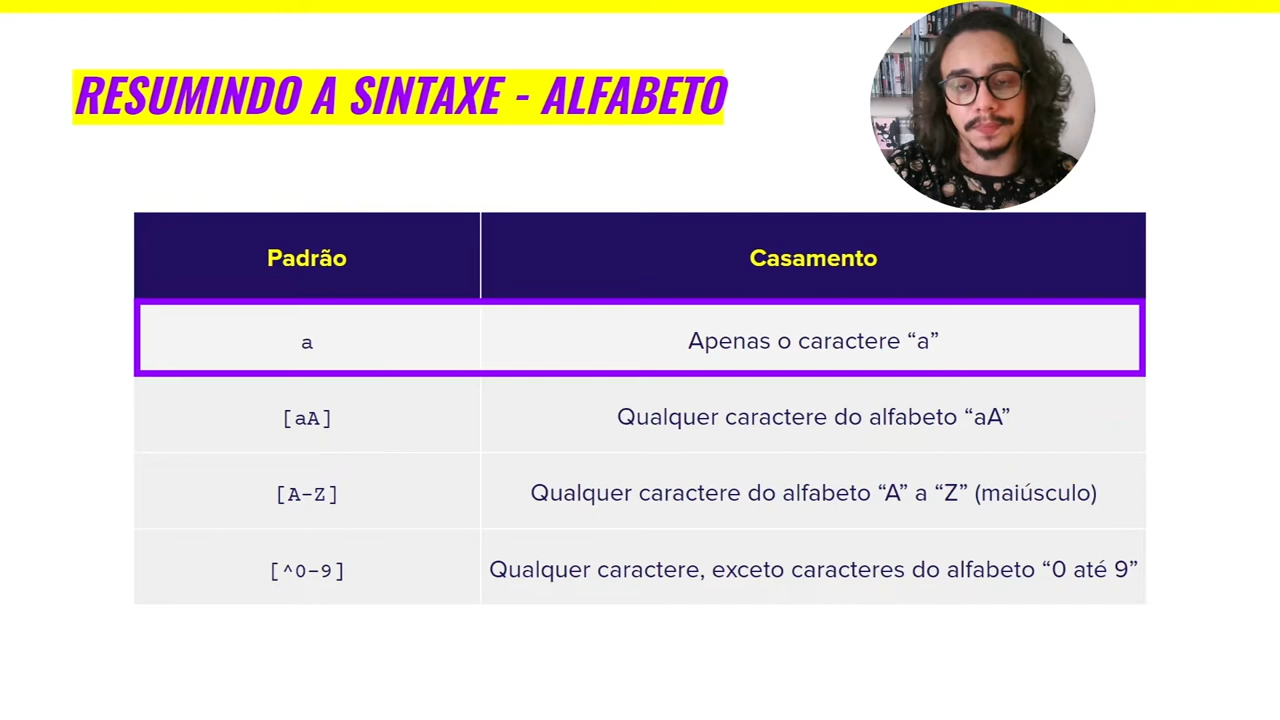 RESUMINDO A SINTAXE - ALFABETO
Padrão
Casamento
a
Apenas o caractere “a”
[aA]
Qualquer caractere do alfabeto “aA”
[A-Z]
Qualquer caractere do alfabeto “A” a “Z” (maiúsculo)
[^0-9]
Qualquer caractere, exceto caracteres do alfabeto “0 até 9”